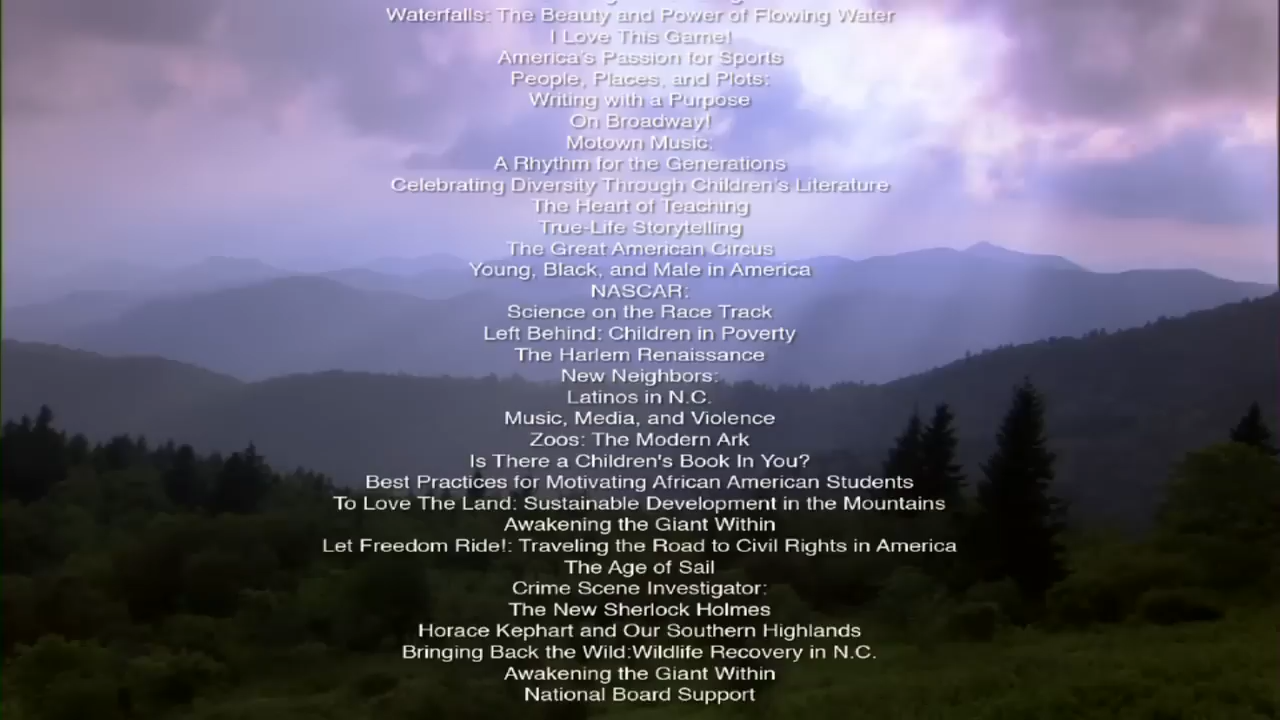 Waterfalls: The Beauty and Power of Flowing Water
I Love This Game!
America's Passion for Sports
People, Places, and Plots:
Writing with a Purpose
On Broadway!
Motown Music:
A Rhythm for the Generations
Celebrating Diversity Through Children's Literature
The Heart of Teaching
True-Life Storytelling
The Great American Circus
Young, Black, and Male in America
NASCAR:
Science on the Race Track
Left Behind: Children in Poverty
The Harlem Renaissance
New Neighbors:
Latinos in N.C.
Music, Media, and Violence
Zoos: The Modern Ark
Is There a Children's Book In You?
Best Practices for Motivating African American Students
To Love The Land: Sustainable Development in the Mountains
Awakening the Giant Within
Let Freedom Ride!: Traveling the Road to Civil Rights in America
The Age of Sail
Crime Scene Investigator:
The New Sherlock Holmes
Horace Kephart and Our Southern Highlands
Bringing Back the Wild:Wildlife Recovery in N.C.
Awakening the Giant Within
National Board Support